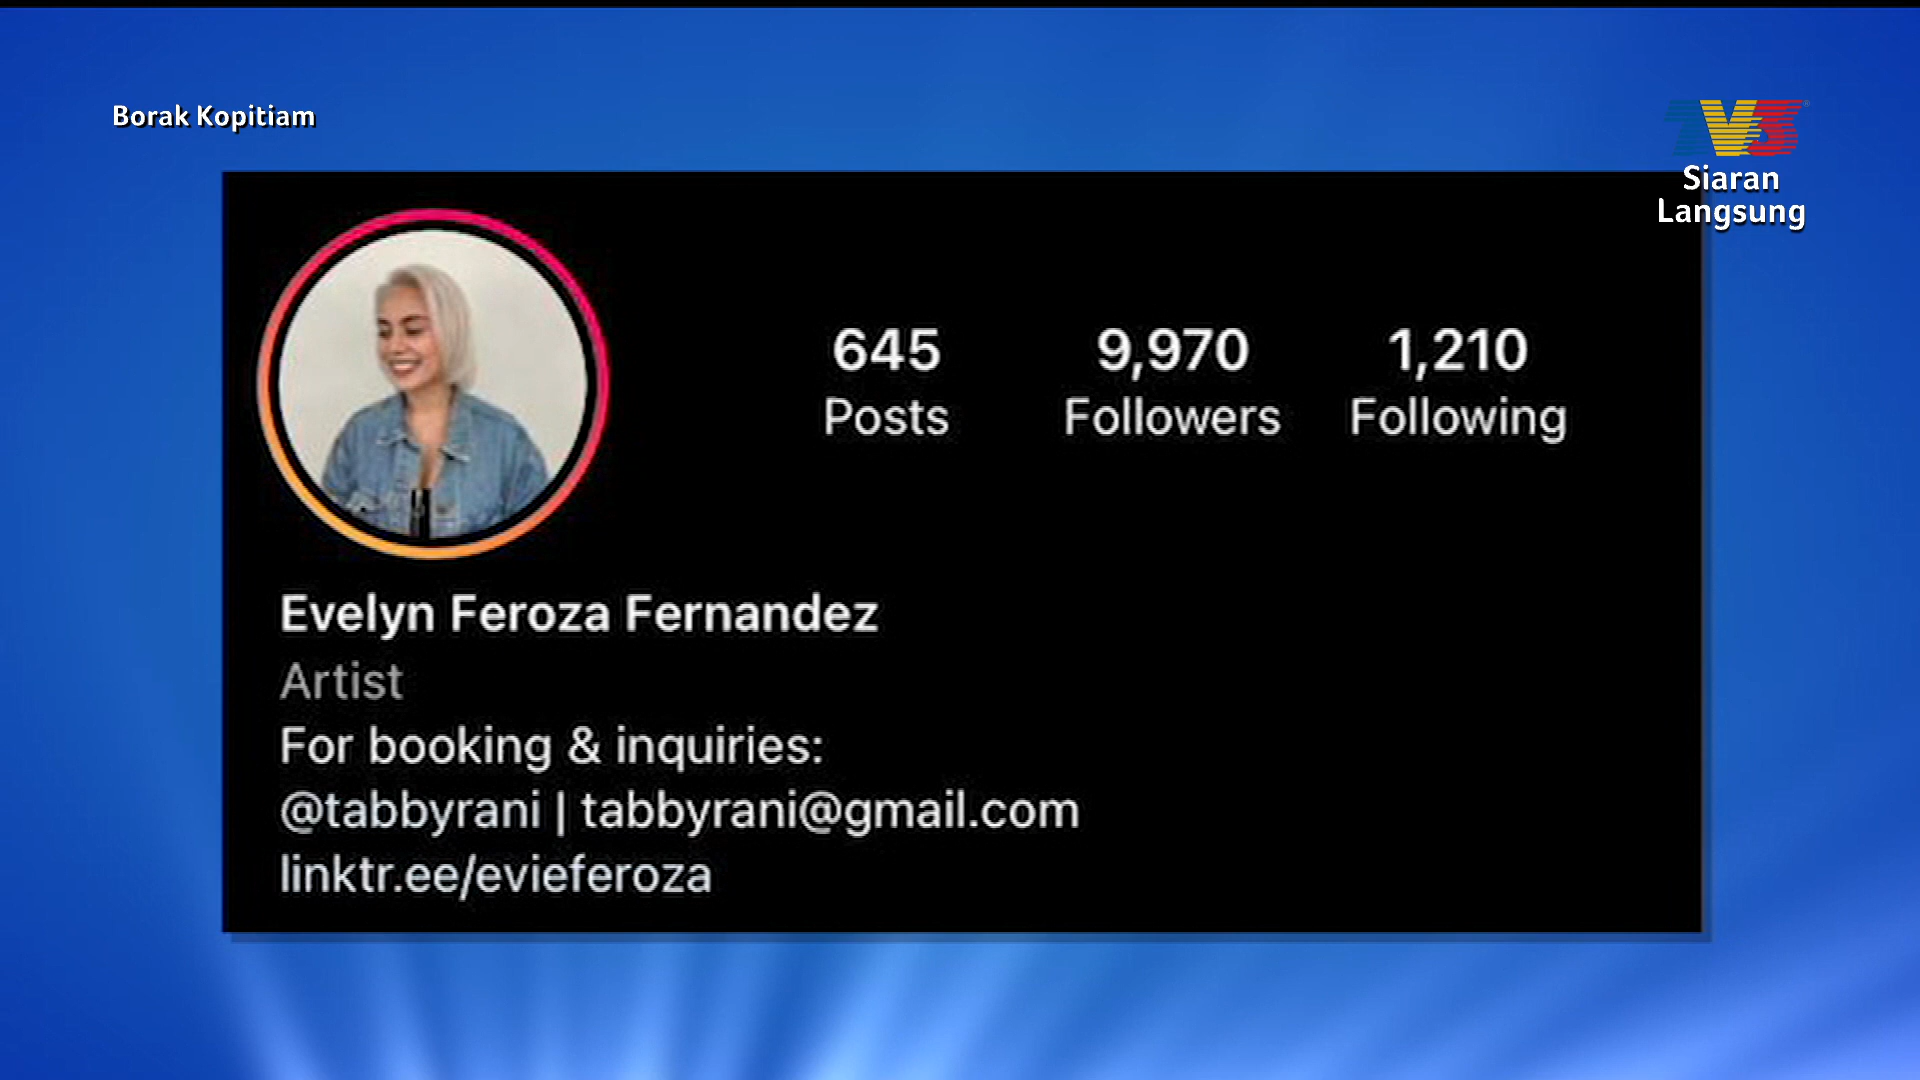 Borak Kopitiam
TV3
Siaran
Langsung
645
Posts
9,970
Followers
1,210
Following
Evelyn Feroza Fernandez
Artist
For booking & inquiries:
@tabbyrani | tabbyrani@gmail.com
linktr.ee/evieferoza